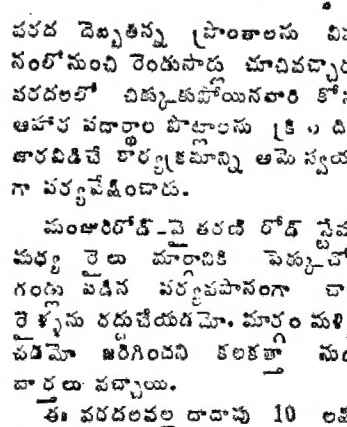 వరద దెబ్బతిన్న ప్రాంతాలను విమా
నంలోనుంచి రెండుసార్లు చూచివచ్చారు
వరదలలో చిక్కుకుపోయినవారి కోస
ఆహార పదార్థాల పొట్లాలను క్రిందికి
జారవిడిచే కార్యక్రమాన్ని ఆమె స్వయ
గా పర్యవేక్షించారు.
మంజురిరోడ్-వైతరణి రోడ్ స్టేష
మధ్య రైలు మార్గానికి పెక్కుచో
గండ్లు పడిన పర్యవసానంగా చా
రైళ్ళను రద్దుచేయడమో, మార్గం మళ్ళి
చడమో జరిగిందని కలకత్తా నుం
వార్తలు వచ్చాయి.
ఈ వరదలవల్ల దాదాపు 10 లక్ష